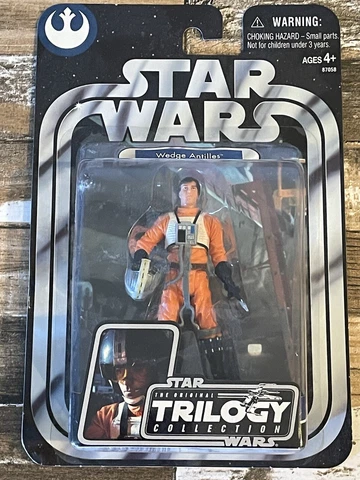 WARNING:
CHOKING HAZARD - Small parts.
Not for children under 3 years.
AGES 4+
87058
STAR
WARS
Wedge Antilles™
STAR
THE ORIGINAL
TRILOGY
COLLECTION
WARS